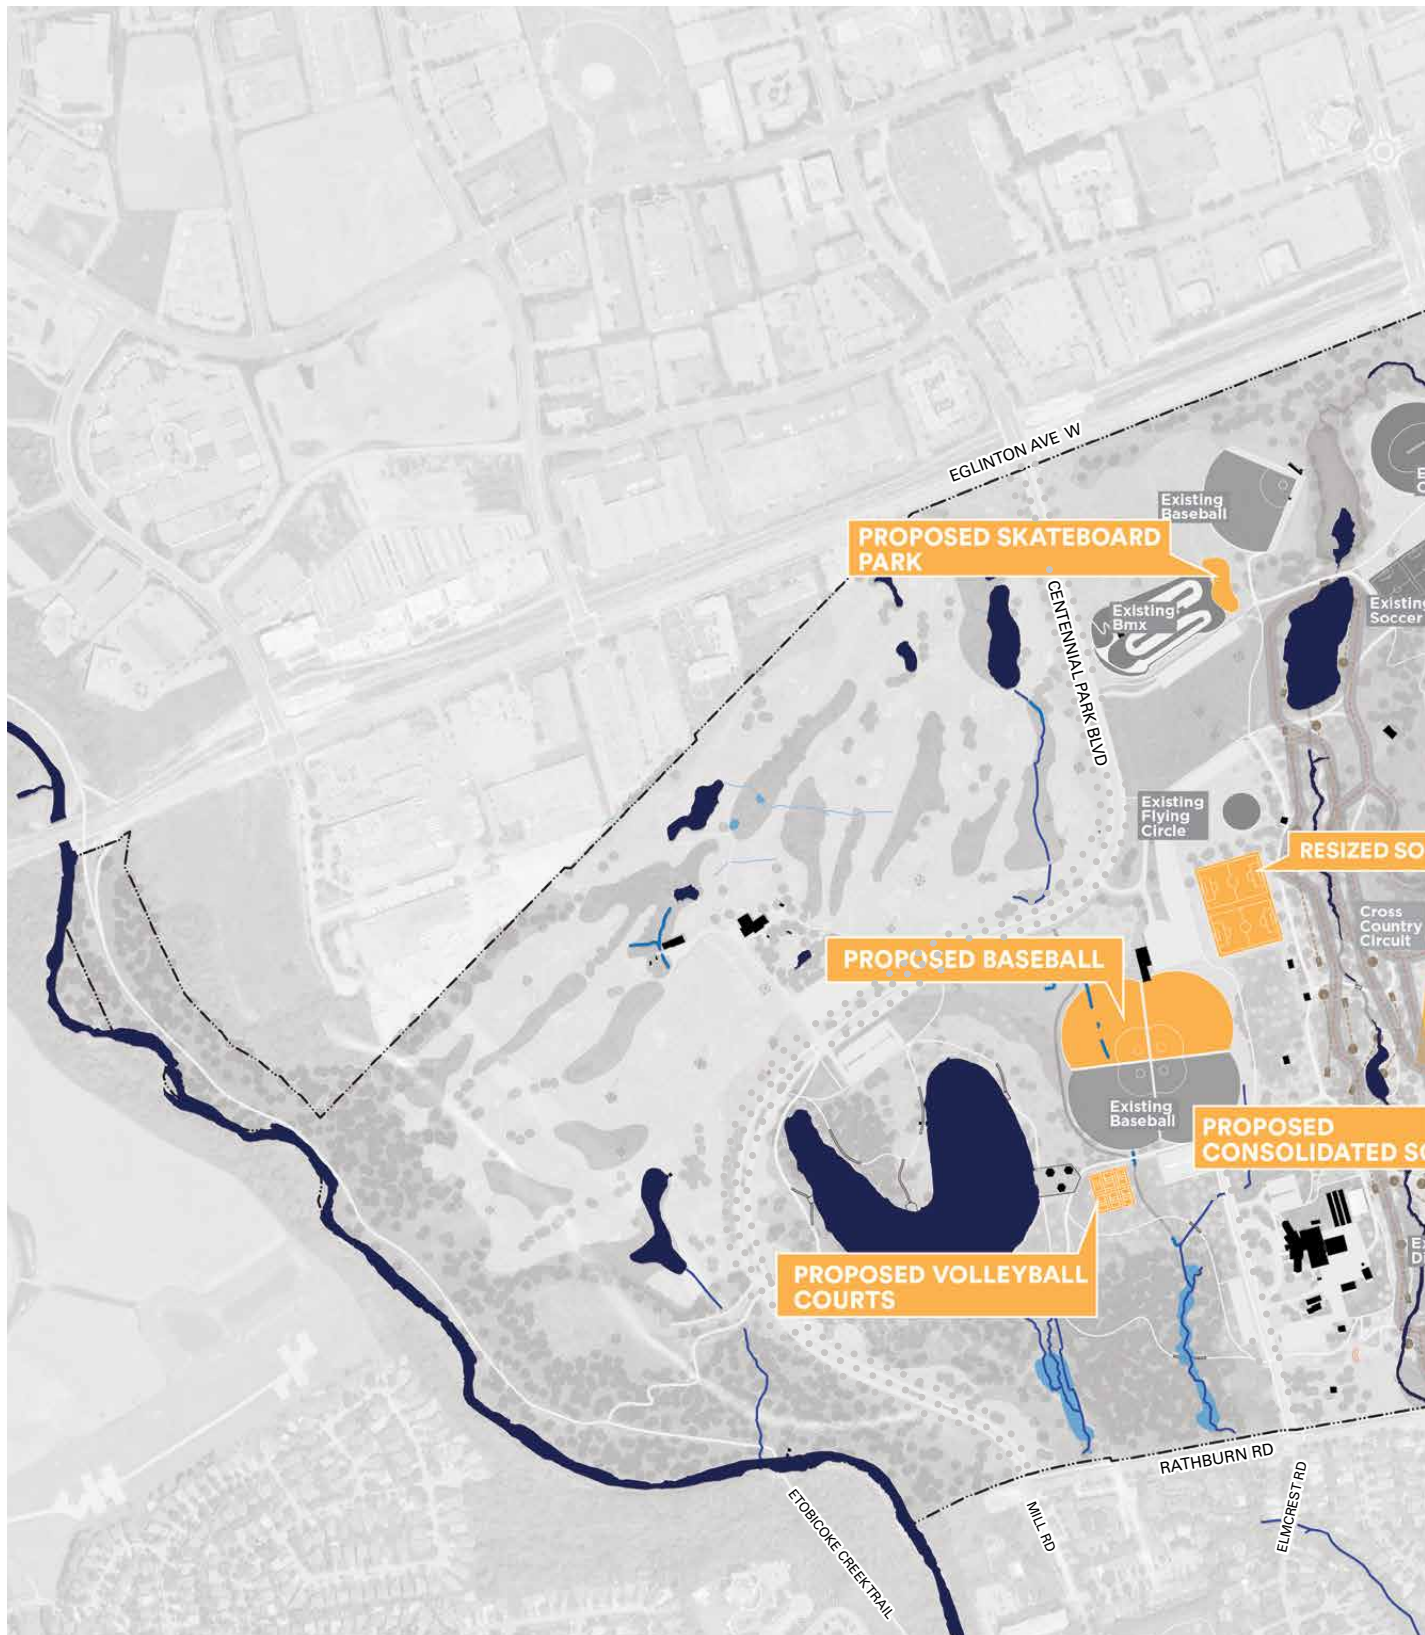 EGLINTON AVE W
Existing
Baseball
PROPOSED SKATEBOARD
PARK
CENTENNIAL PARK BLVD
Existing
Bmx
Existing
Soccer
Existing
Flying
Circle
RESIZED SO
Cross
Country
Circuit
PROPOSED BASEBALL
Existing
Baseball
PROPOSED
CONSOLIDATED SO
PROPOSED VOLLEYBALL
COURTS
RATHBURN RD
MILL RD
ELMCREST RD
ETOBICOKE CREEK TRAIL